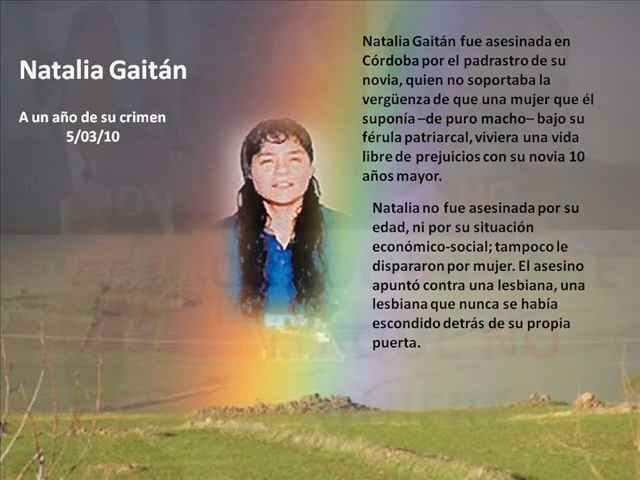 Natalia Gaitán
A un año de su crimen
5/03/10
Natalia Gaitán fue asesinada en
Córdoba por el padrastro de su
novia, quien no soportaba la
vergüenza de que una mujer que él
suponía –de puro macho– bajo su
férula patriarcal, viviera una vida
libre de prejuicios con su novia 10
años mayor.
Natalia no fue asesinada por su
edad, ni por su situación
económico-social; tampoco le
dispararon por mujer. El asesino
apuntó contra una lesbiana, una
lesbiana que nunca se había
escondido detrás de su propia
puerta.